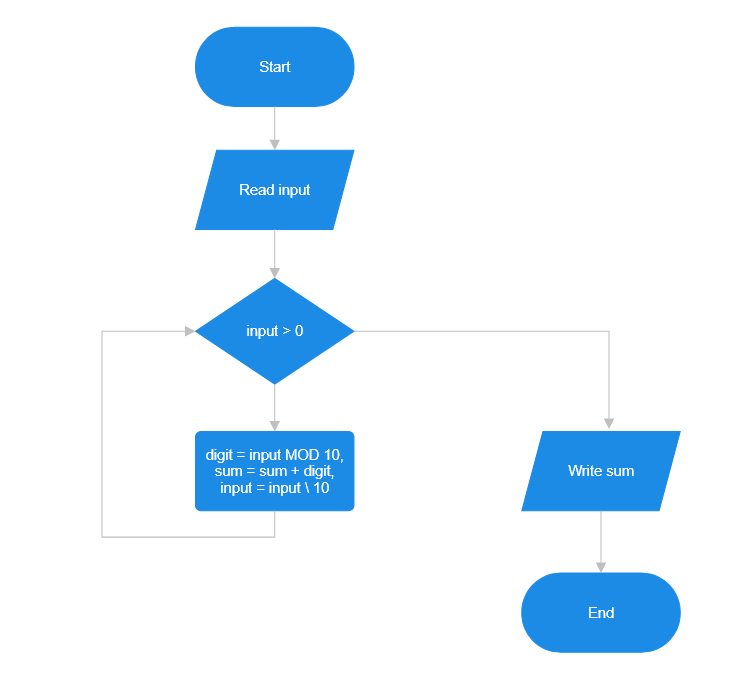 Start
Read input
input > 0
digit = input MOD 10,
sum = sum + digit,
input = input \ 10
Write sum
End